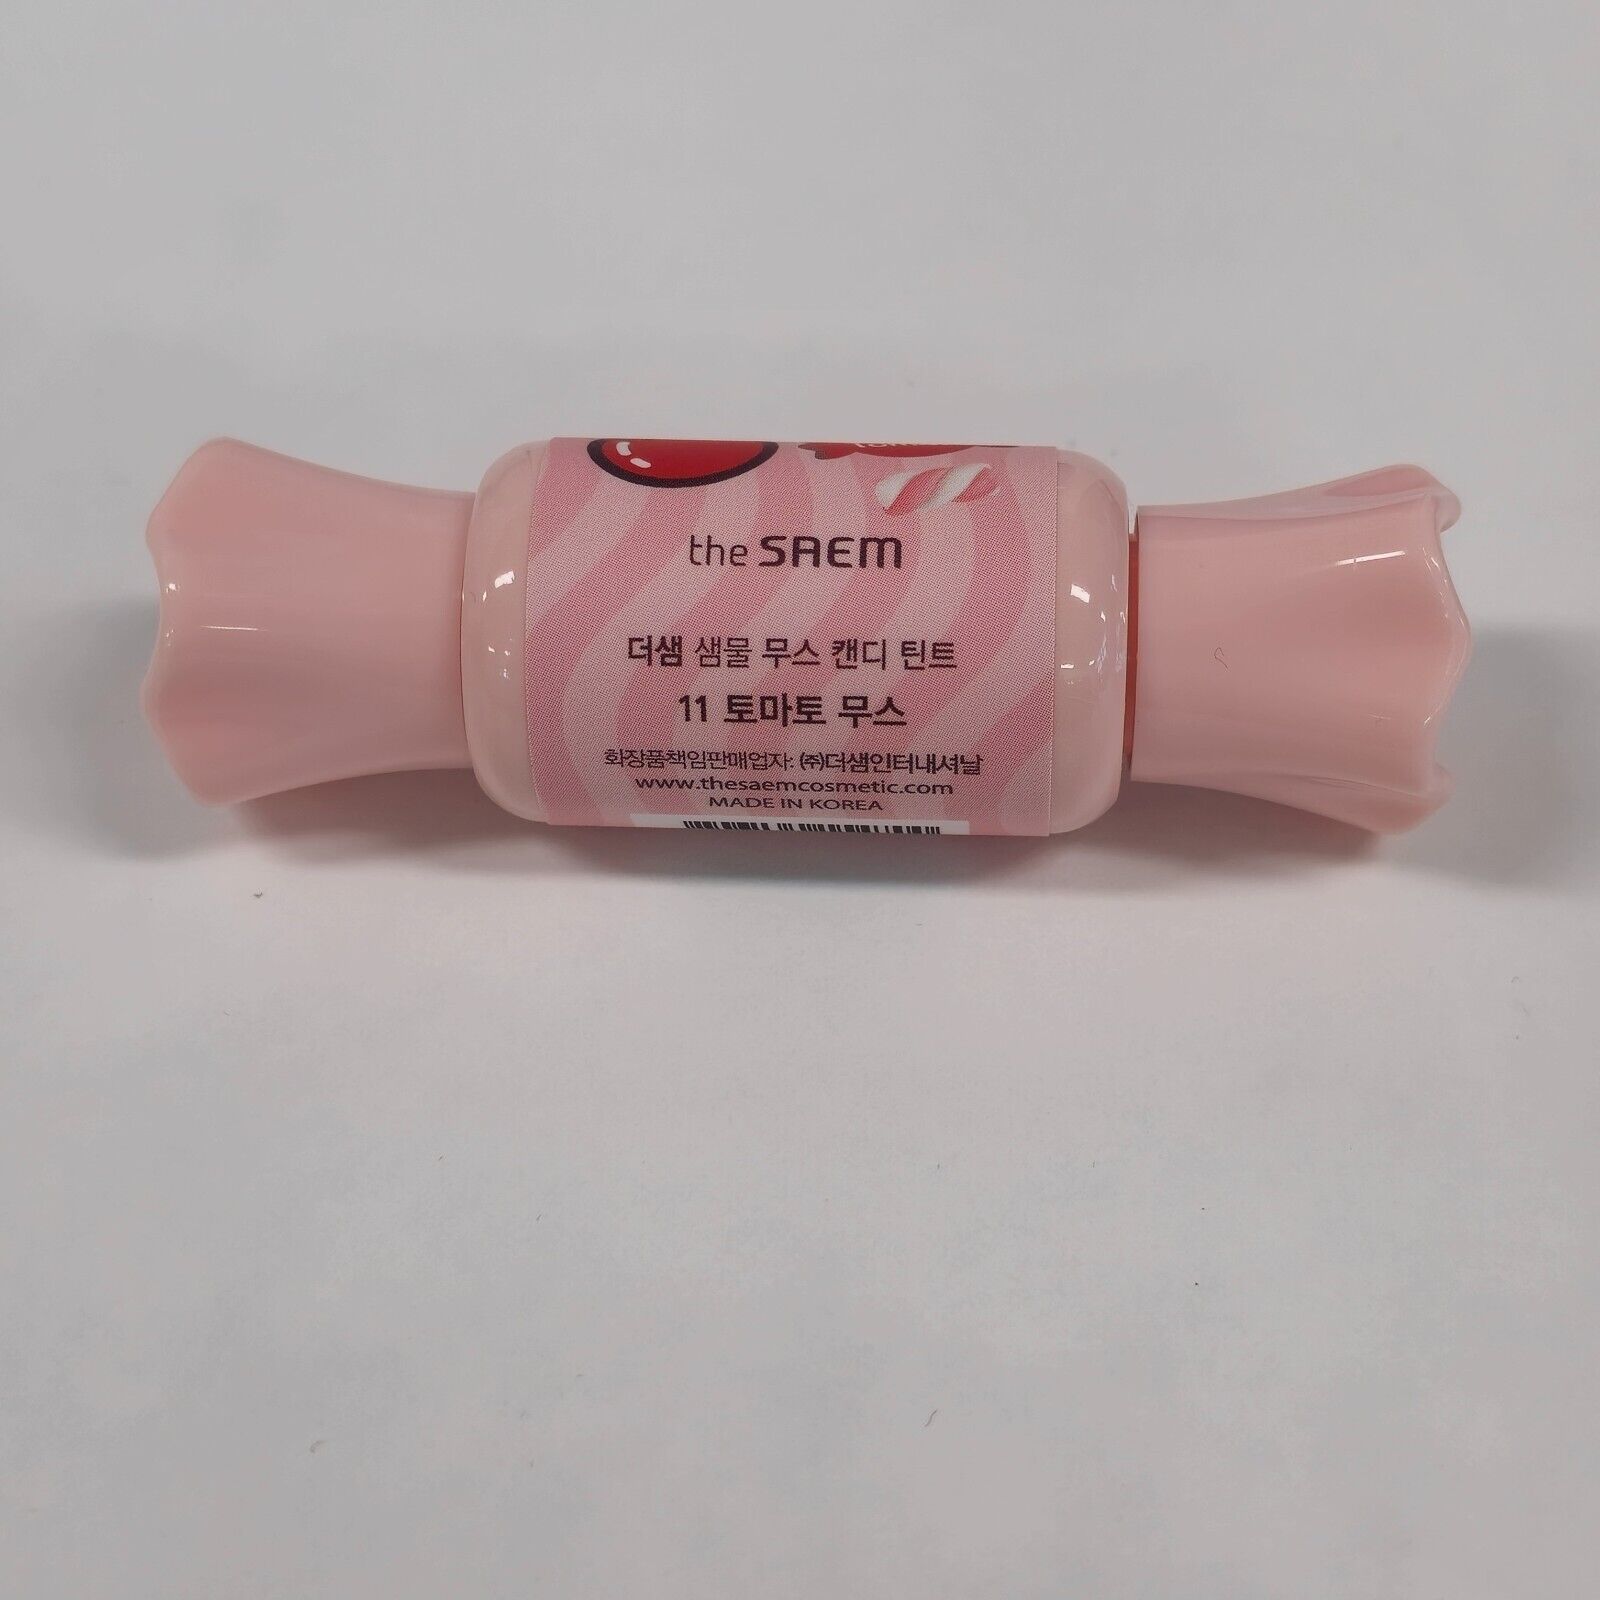 the SAEM
더샘 샘물 무스 캔디 틴트
11 토마토 무스
화장품책임판매업자: ㈜더샘인터내셔날
www.thesaemcosmetic.com
MADE IN KOREA